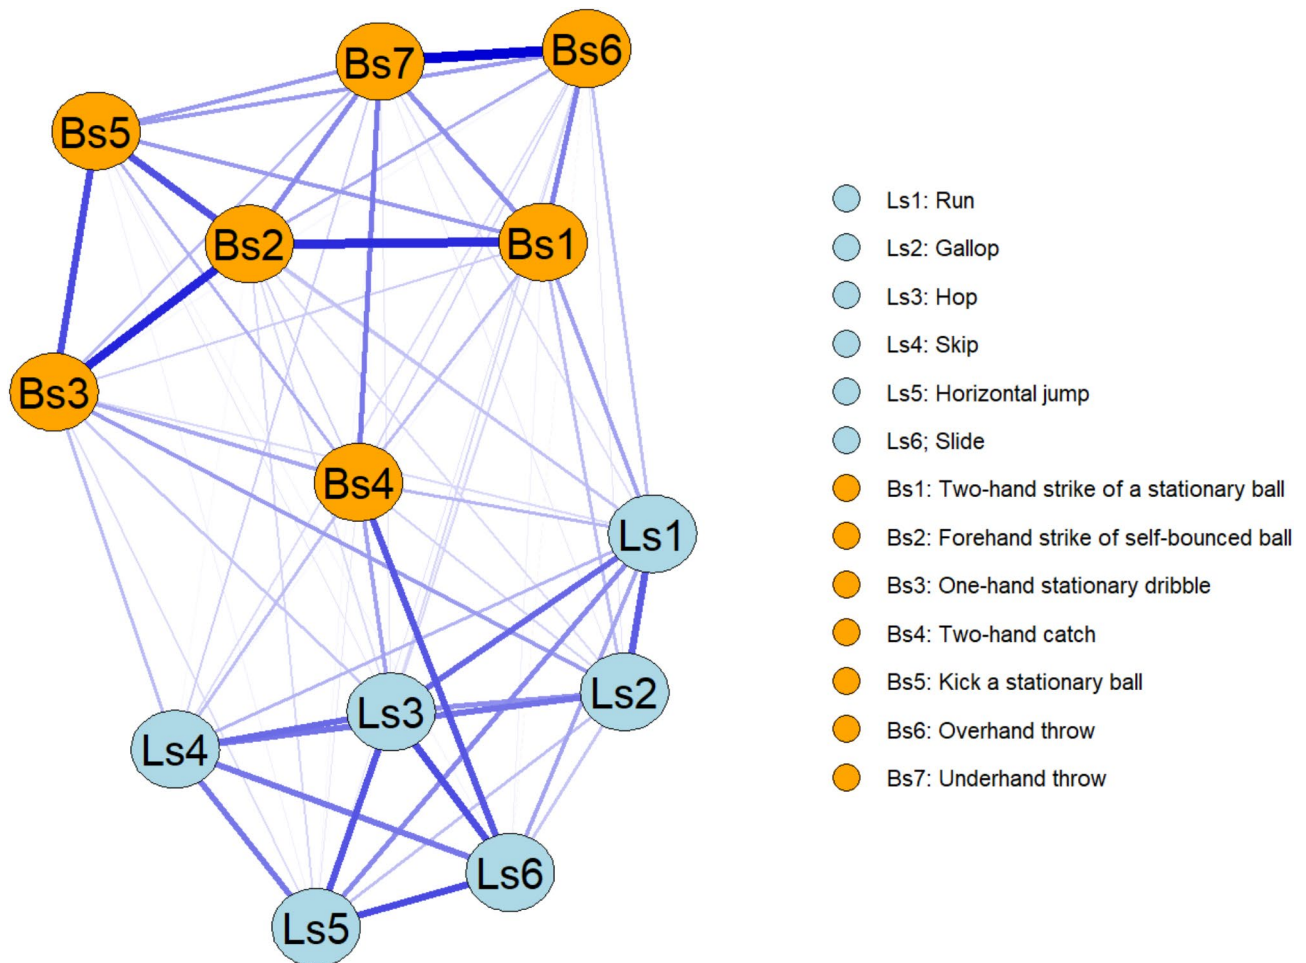 Bs7
Bs6
Bs5
Bs2
Bs1
Bs3
Bs4
Ls1
Ls2
Ls3
Ls4
Ls6
Ls5
Ls1: Run
Ls2: Gallop
Ls3: Hop
Ls4: Skip
Ls5: Horizontal jump
Ls6; Slide
Bs1: Two-hand strike of a stationary ball
Bs2: Forehand strike of self-bounced ball
Bs3: One-hand stationary dribble
Bs4: Two-hand catch
Bs5: Kick a stationary ball
Bs6: Overhand throw
Bs7: Underhand throw